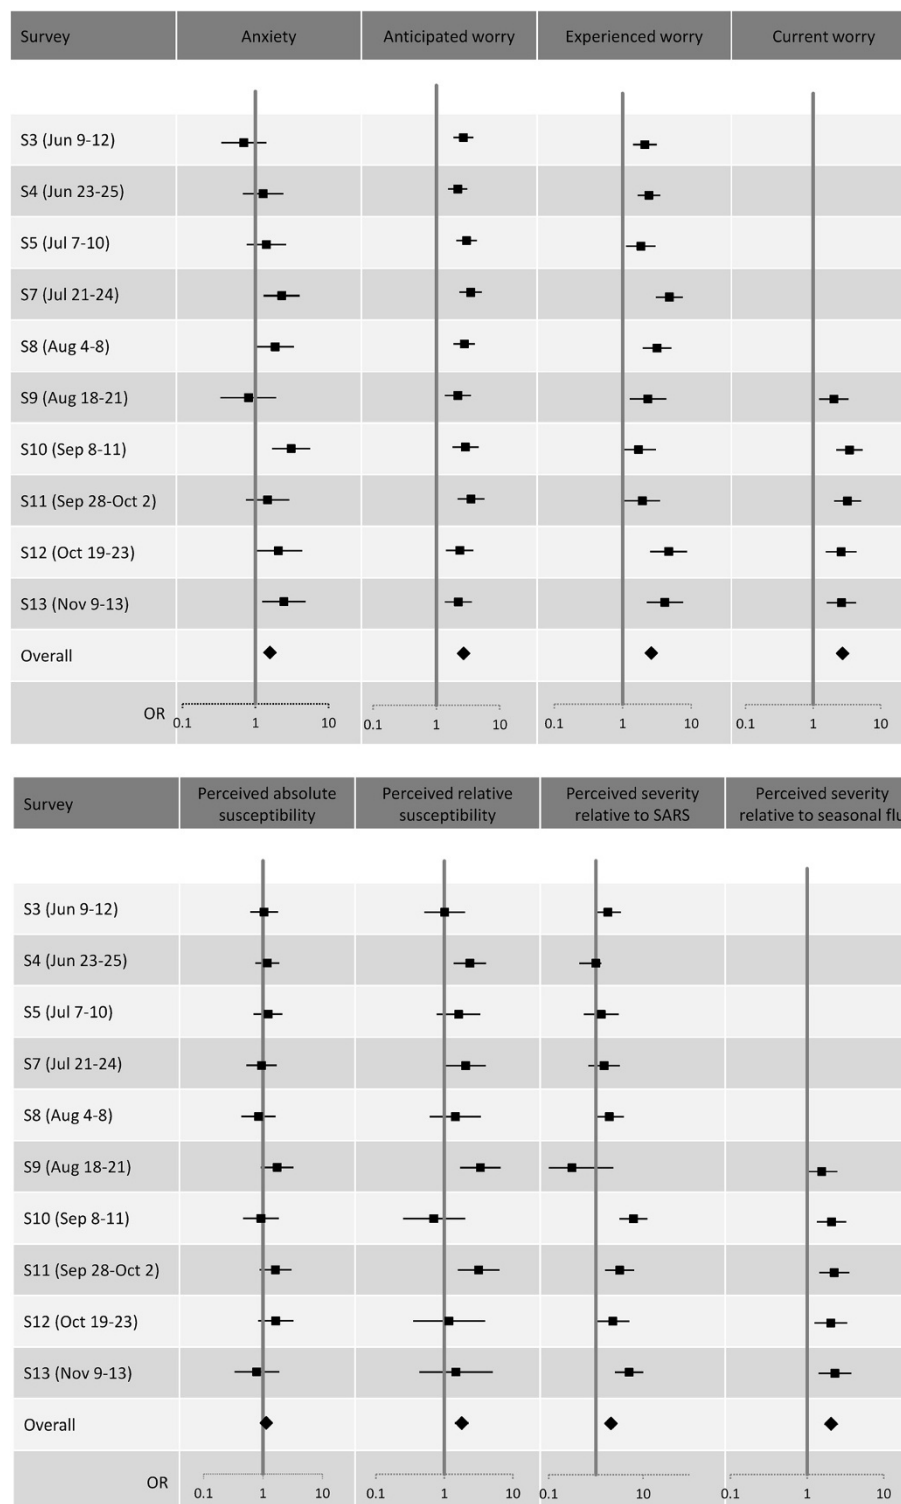 Survey Anxiety Anticipated worry Experienced worry Current worry
S3 (Jun 9-12)
S4 (Jun 23-25)
S5 (Jul 7-10)
S7 (Jul 21-24)
S8 (Aug 4-8)
S9 (Aug 18-21)
S10 (Sep 8-11)
S11 (Sep 28-Oct 2)
S12 (Oct 19-23)
S13 (Nov 9-13)
Overall
OR 0.1 1 10 0.1 1 10 0.1 1 10 0.1 1 10
Survey Perceived absolute susceptibility Perceived relative susceptibility Perceived severity relative to SARS Perceived severity relative to seasonal flu
S3 (Jun 9-12)
S4 (Jun 23-25)
S5 (Jul 7-10)
S7 (Jul 21-24)
S8 (Aug 4-8)
S9 (Aug 18-21)
S10 (Sep 8-11)
S11 (Sep 28-Oct 2)
S12 (Oct 19-23)
S13 (Nov 9-13)
Overall
OR 0.1 1 10 0.1 1 10 0.1 1 10 0.1 1 10